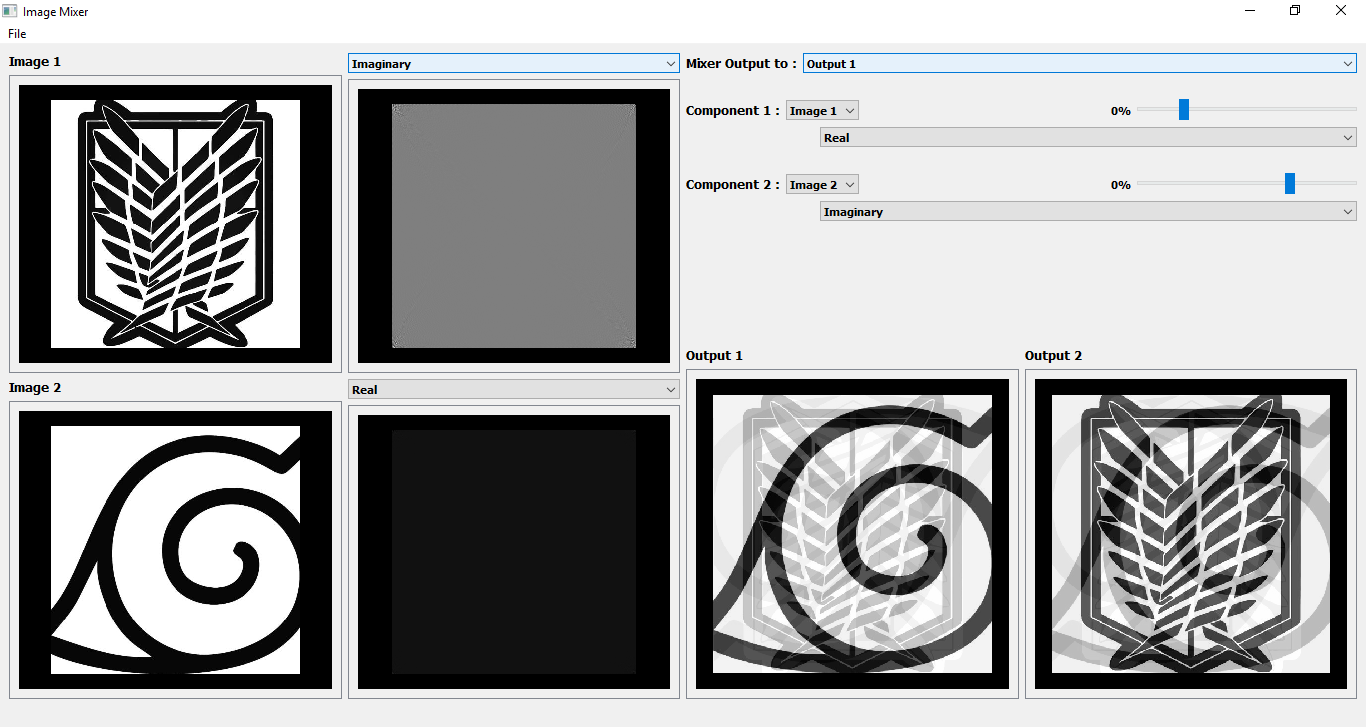 Image Mixer
File
Image 1
Imaginary
Mixer Output to :
Output 1
Component 1 :
Image 1
0%
Real
Component 2 :
Image 2
0%
Imaginary
Image 2
Real
Output 1
Output 2